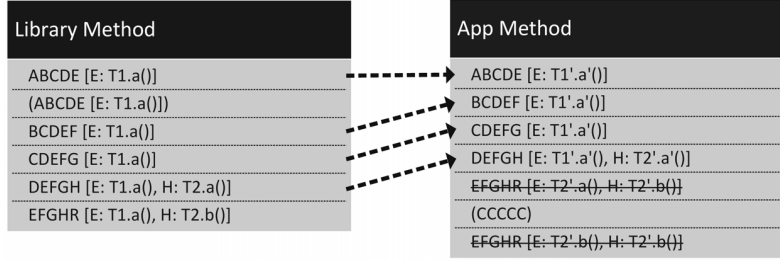 Library Method
ABCDE [E: T1.a()]
(ABCDE [E: T1.a()])
BCDEF [E: T1.a()]
CDEFG [E: T1.a()]
DEFGH [E: T1.a(), H: T2.a()]
EFGHR [E: T1.a(), H: T2.b()]
App Method
ABCDE [E: T1'.a'()]
BCDEF [E: T1'.a'()]
CDEFG [E: T1'.a'()]
DEFGH [E: T1'.a'(), H: T2'.a'()]
EFGHR [E: T2'.a(), H: T2'.b()]
(CCCCC)
EFGHR [E: T2'.b(), H: T2'.b()]